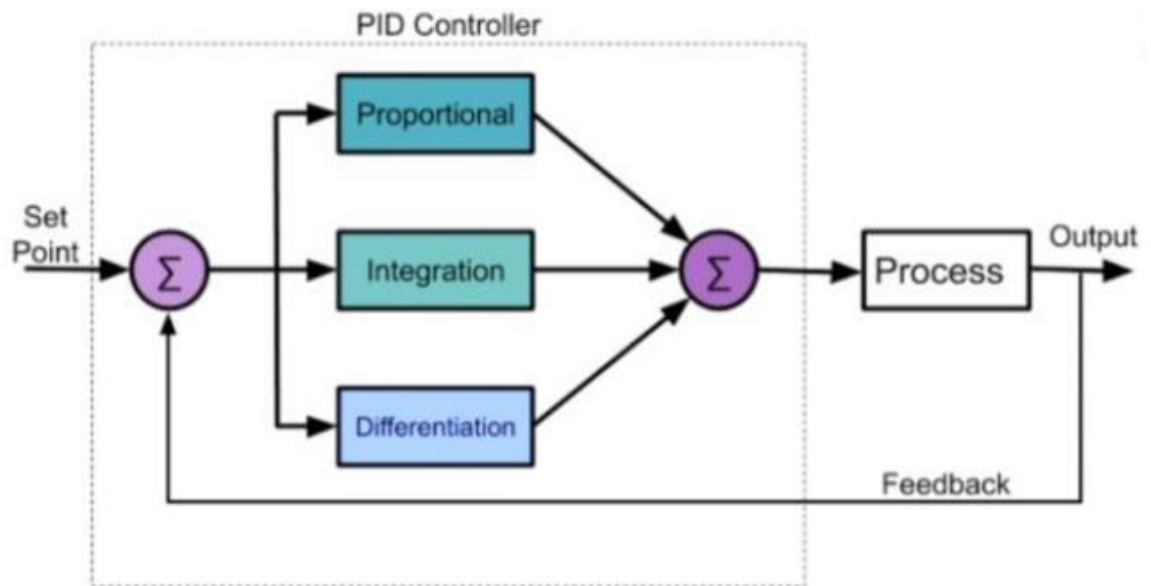 PID Controller
Proportional
Set
Point
Σ
Integration
Σ
Process
Output
Differentiation
Feedback